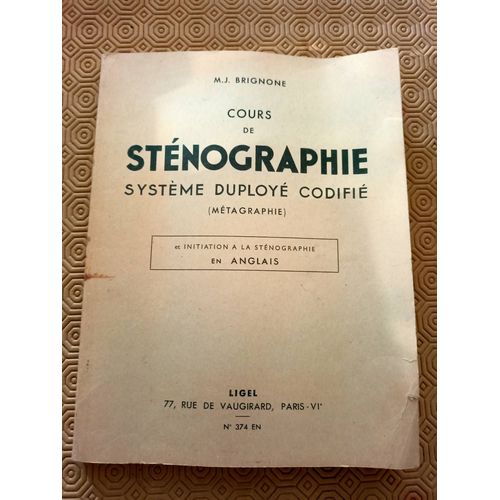 M.J. BRIGNONE
COURS
DE
STÉNOGRAPHIE
SYSTÈME DUPLOYÉ CODIFIÉ
(MÉTAGRAPHIE)
et INITIATION A LA STÉNOGRAPHIE
EN ANGLAIS
LIGEL
77, RUE DE VAUGIRARD, PARIS-VIᵉ
N° 374 EN